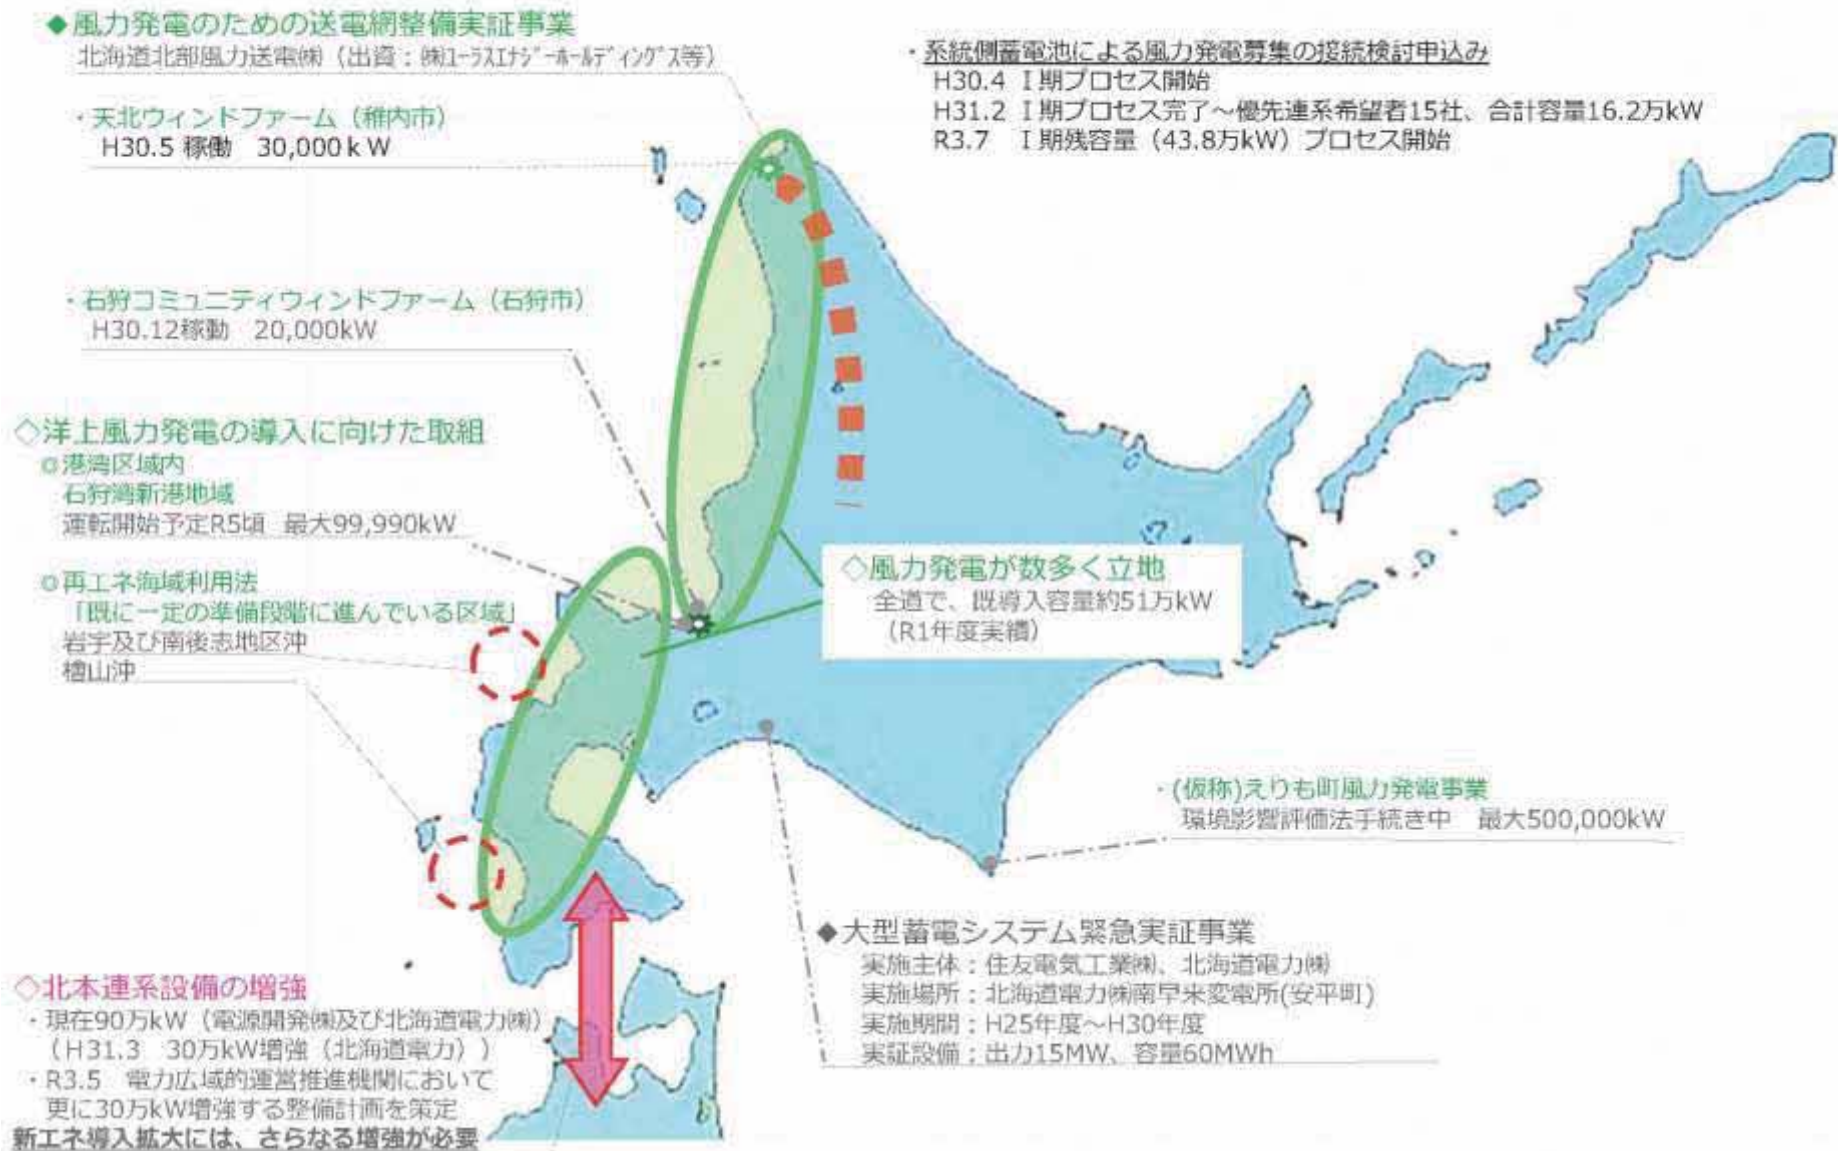 ◆風力発電のための送電網整備実証事業
北海道北部風力送電㈱（出資：㈱ﾕｰﾗｽｴﾅｼﾞｰﾎｰﾙﾃﾞｨﾝｸﾞｽ等）
・天北ウィンドファーム（稚内市）
H30.5 稼働　30,000ｋW
・石狩コミュニティウィンドファーム（石狩市）
H30.12稼働　20,000kW
◇洋上風力発電の導入に向けた取組
◎港湾区域内
石狩湾新港地域
運転開始予定R5頃　最大99,990kW
◎再エネ海域利用法
「既に一定の準備段階に進んでいる区域」
岩宇及び南後志地区沖
檜山沖
◇北本連系設備の増強
・現在90万kW（電源開発㈱及び北海道電力㈱）
（H31.3　30万kW増強（北海道電力））
・R3.5　電力広域的運営推進機関において
更に30万kW増強する整備計画を策定
新エネ導入拡大には、さらなる増強が必要
・系統側蓄電池による風力発電募集の接続検討申込み
H30.4 Ⅰ期プロセス開始
H31.2 Ⅰ期プロセス完了～優先連系希望者15社、合計容量16.2万kW
R3.7　Ⅰ期残容量（43.8万kW）プロセス開始
◇風力発電が数多く立地
全道で、既導入容量約51万kW
（R1年度実績）
・(仮称)えりも町風力発電事業
環境影響評価法手続き中　最大500,000kW
◆大型蓄電システム緊急実証事業
実施主体：住友電気工業㈱、北海道電力㈱
実施場所：北海道電力㈱南早来変電所(安平町)
実施期間：H25年度～H30年度
実証設備：出力15MW、容量60MWh